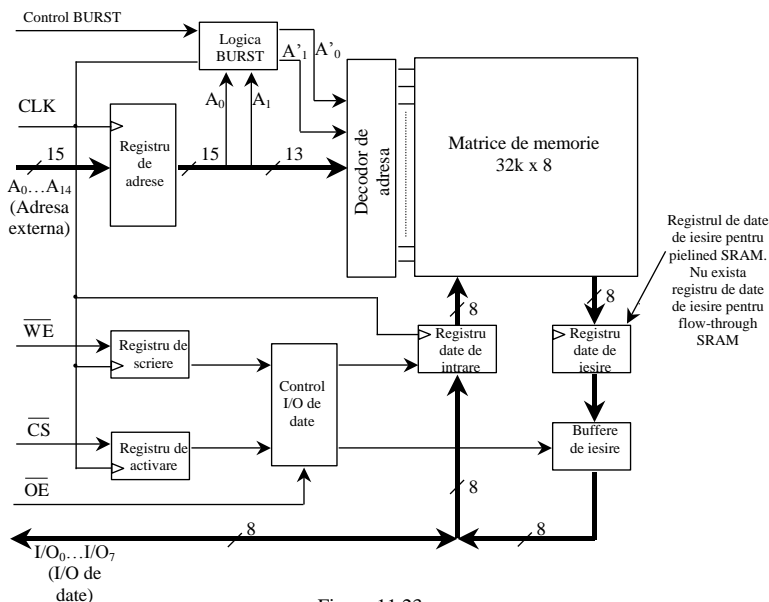 Control BURST
Logica
BURST
A'₁
A'₀
CLK
A₀
A₁
Registru
de
adrese
15
15
13
A₀…A₁₄
(Adresa
externa)
Decodor de
adresa
Matrice de memorie
32k x 8
Registrul de date
de iesire pentru
pielined SRAM.
Nu exista
registru de date
de iesire pentru
flow-through
SRAM
8
8
W̅E̅
Registru de
scriere
Control
I/O de
date
Registru
date de
intrare
Registru
date de
iesire
C̅S̅
Registru de
activare
Buffere
de iesire
O̅E̅
8
8
8
I/O₀…I/O₇
(I/O de
date)